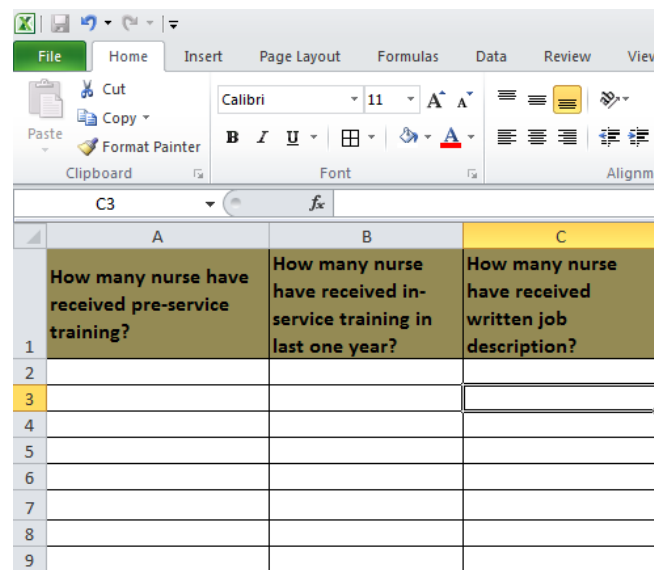 File Home Insert Page Layout Formulas Data Review View
Cut
Copy
Paste
Format Painter
Calibri 11 A A
B I U A
Clipboard Font Alignm
C3 fx
A B C
How many nurse have
received pre-service
training?
How many nurse
have received in-
service training in
last one year?
How many nurse
have received
written job
description?
1
2
3
4
5
6
7
8
9